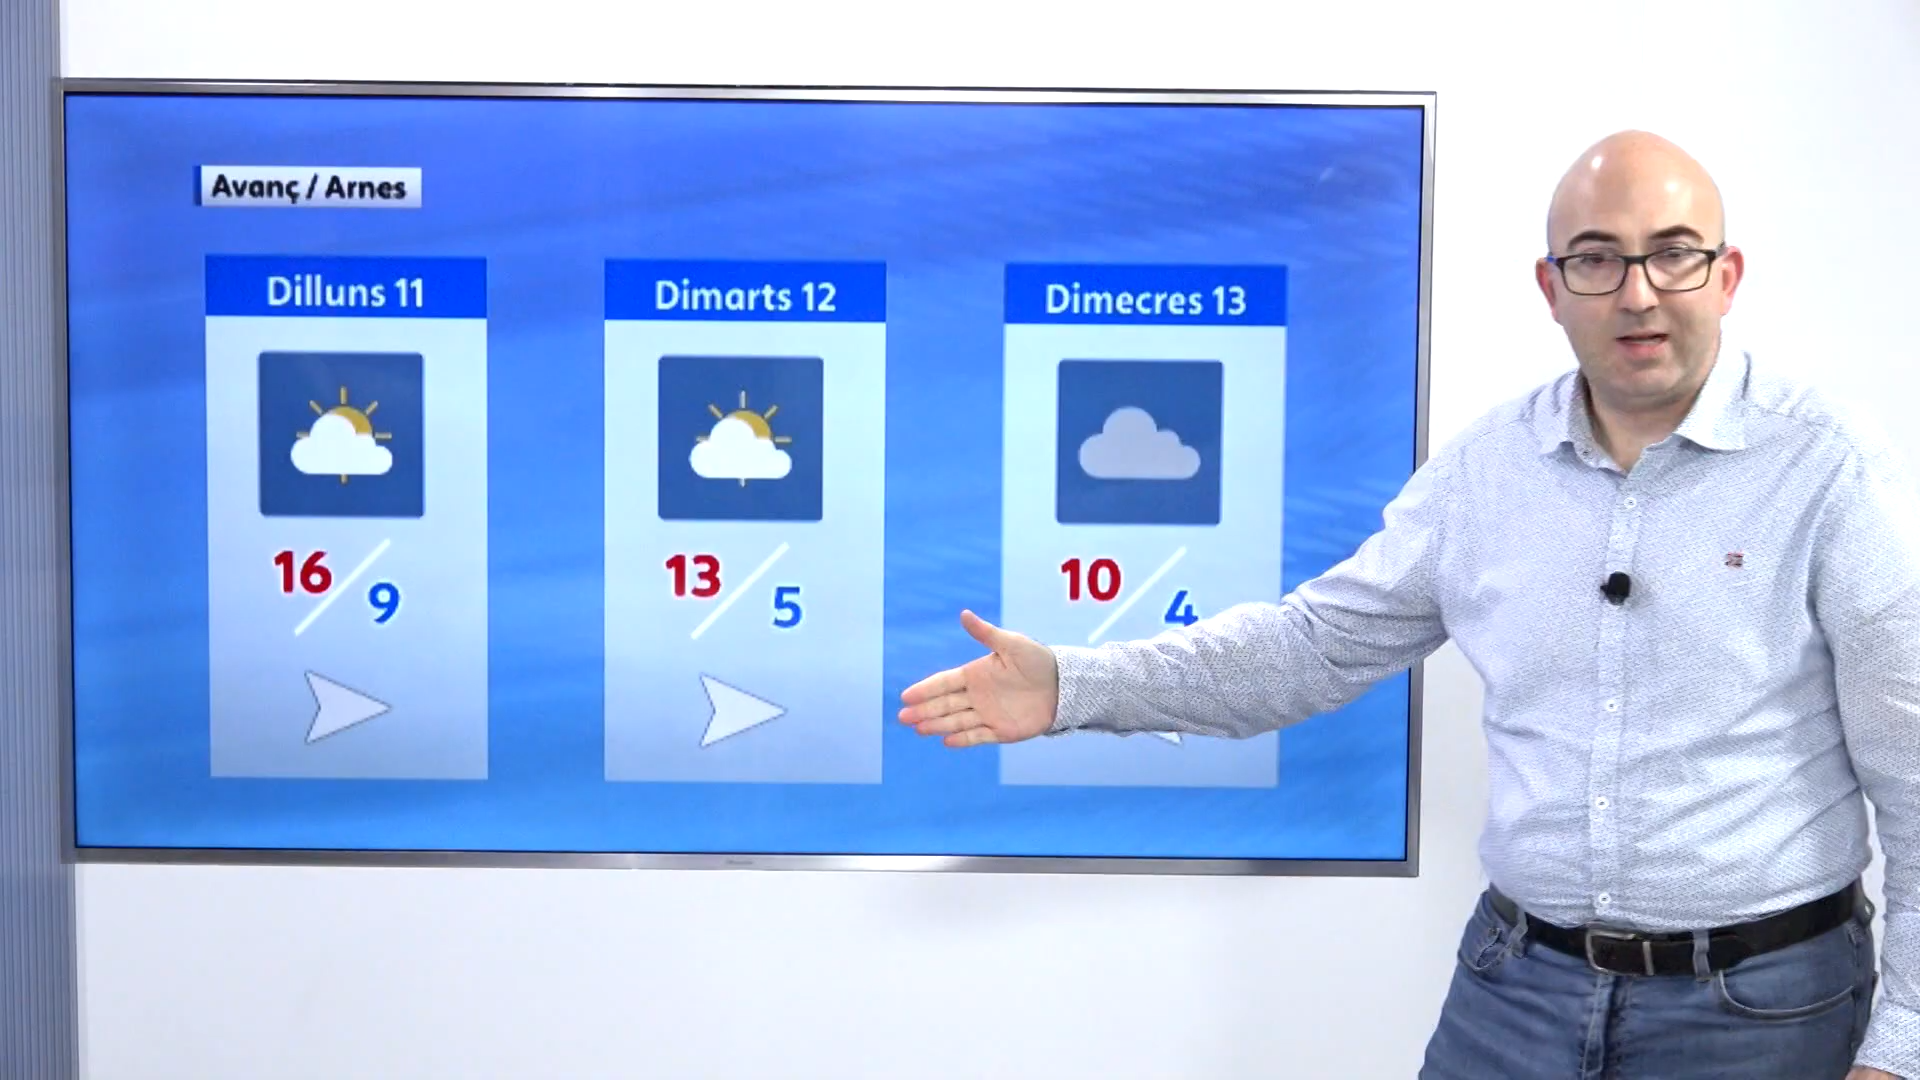 Avanç / Arnes
Dilluns 11
Dimarts 12
Dimecres 13
16 / 9
13 / 5
10 / 4